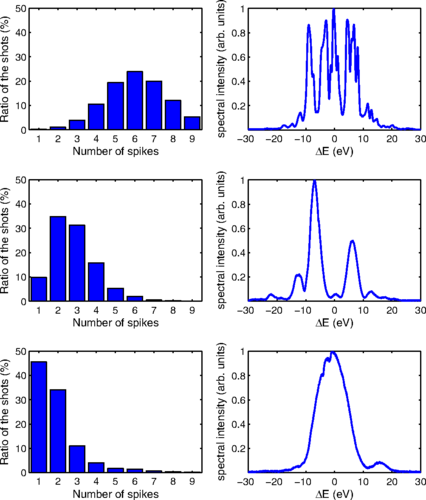 50
40
30
20
10
0
Ratio of the shots (%)
1 2 3 4 5 6 7 8 9
Number of spikes
1
0.8
0.6
0.4
0.2
spectral intensity (arb. units)
−30 −20 −10 0 10 20 30
ΔE (eV)
50
40
30
20
10
0
Ratio of the shots (%)
1 2 3 4 5 6 7 8 9
Number of spikes
1
0.8
0.6
0.4
0.2
spectral intensity (arb. units)
−30 −20 −10 0 10 20 30
ΔE (eV)
50
40
30
20
10
0
Ratio of the shots (%)
1 2 3 4 5 6 7 8 9
Number of spikes
1
0.8
0.6
0.4
0.2
spectral intensity (arb. units)
−30 −20 −10 0 10 20 30
ΔE (eV)